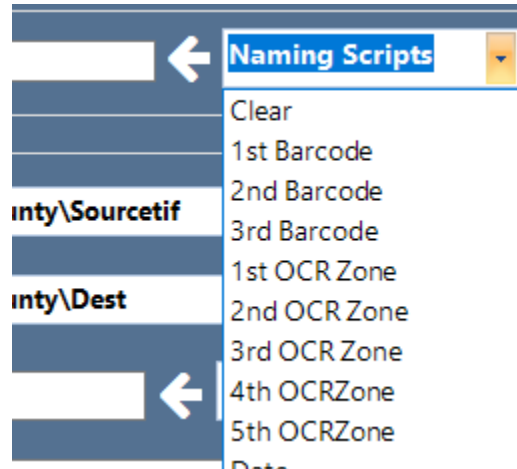 Naming Scripts
Clear
1st Barcode
2nd Barcode
unty\Sourcetif
3rd Barcode
1st OCR Zone
unty\Dest
2nd OCR Zone
3rd OCR Zone
4th OCRZone
5th OCRZone